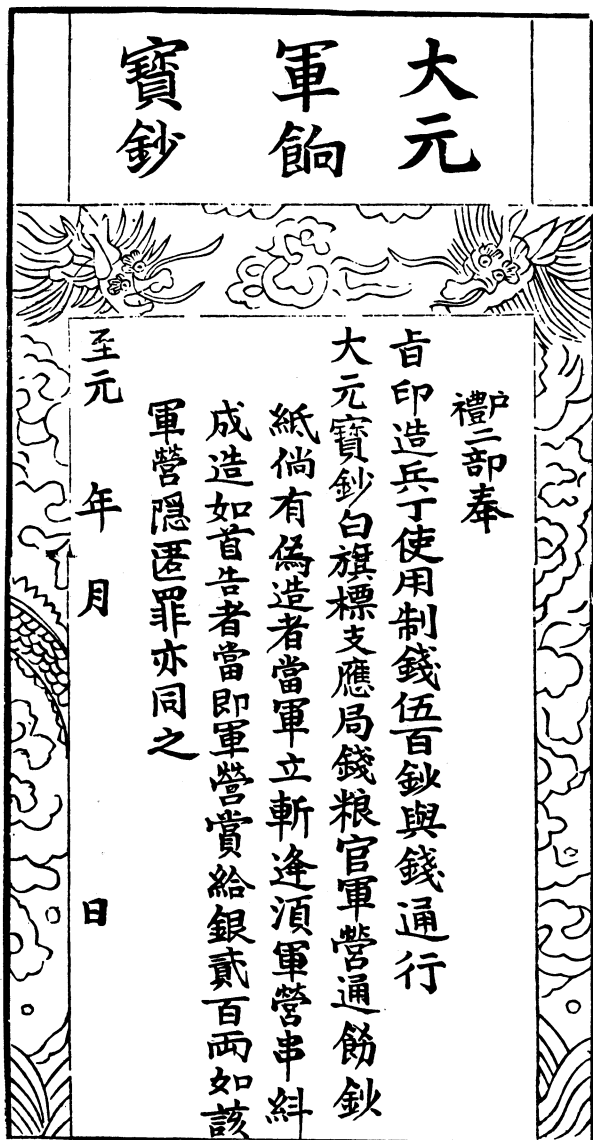 大元
軍餉
寶鈔
户禮二部奉
旨印造兵丁使用制錢伍百鈔與錢通行
大元寶鈔白旗標支應局錢粮官軍營通餝鈔
紙倘有偽造者當軍立斬逢湏軍營串糾
成造如首告者當即軍營賞給銀貳百両如該
軍營隱匿罪亦同之
至元 年 月 日